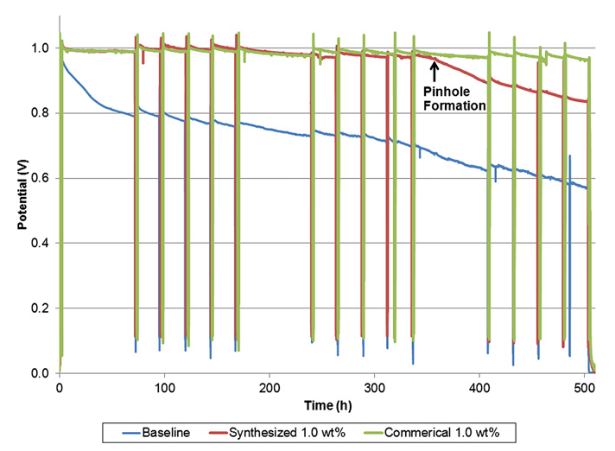 1.0
0.8
0.6
0.4
0.2
0.0
Potential (V)
Pinhole
Formation
0
100
200
300
400
500
Time (h)
Baseline
Synthesized 1.0 wt%
Commerical 1.0 wt%